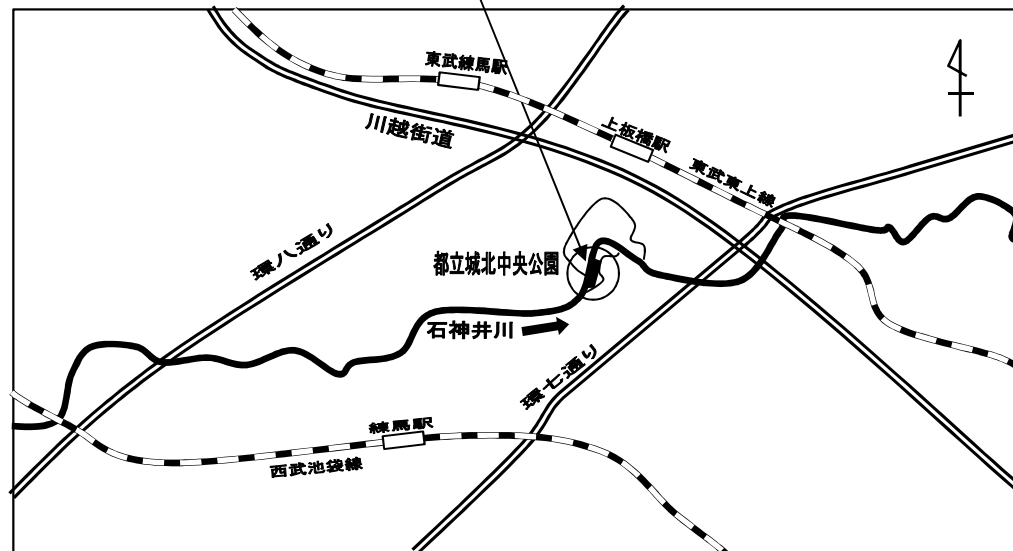 東武練馬駅
川越街道
上板橋駅
東武東上線
環八通り
都立城北中央公園
石神井川
環七通り
練馬駅
西武池袋線